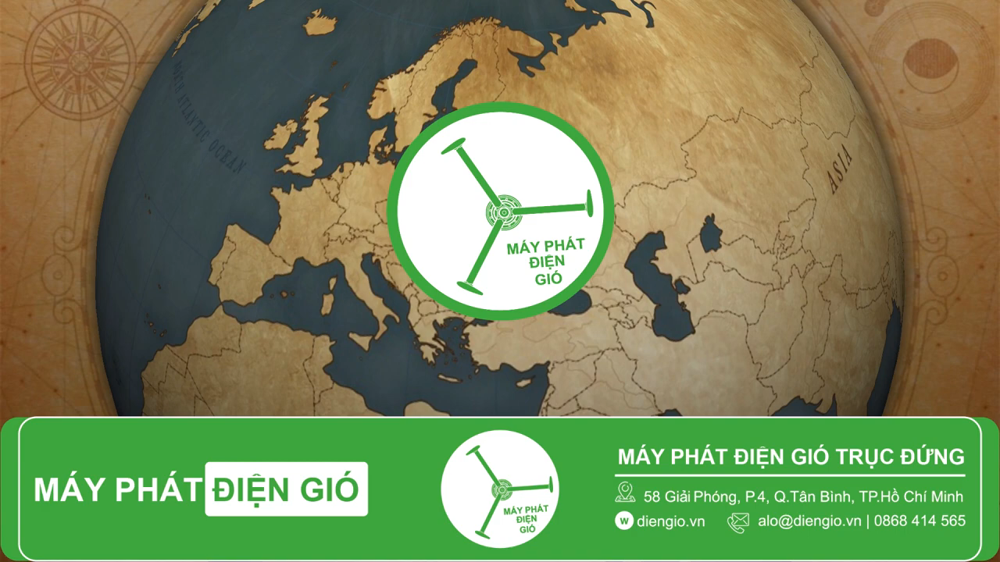 NORTH ATLANTIC OCEAN
ASIA
MÁY PHÁT
ĐIỆN
GIÓ
MÁY PHÁT ĐIỆN GIÓ
MÁY PHÁT
ĐIỆN
GIÓ
MÁY PHÁT ĐIỆN GIÓ TRỤC ĐỨNG
58 Giải Phóng, P.4, Q.Tân Bình, TP.Hồ Chí Minh
W diengio.vn alo@diengio.vn | 0868 414 565